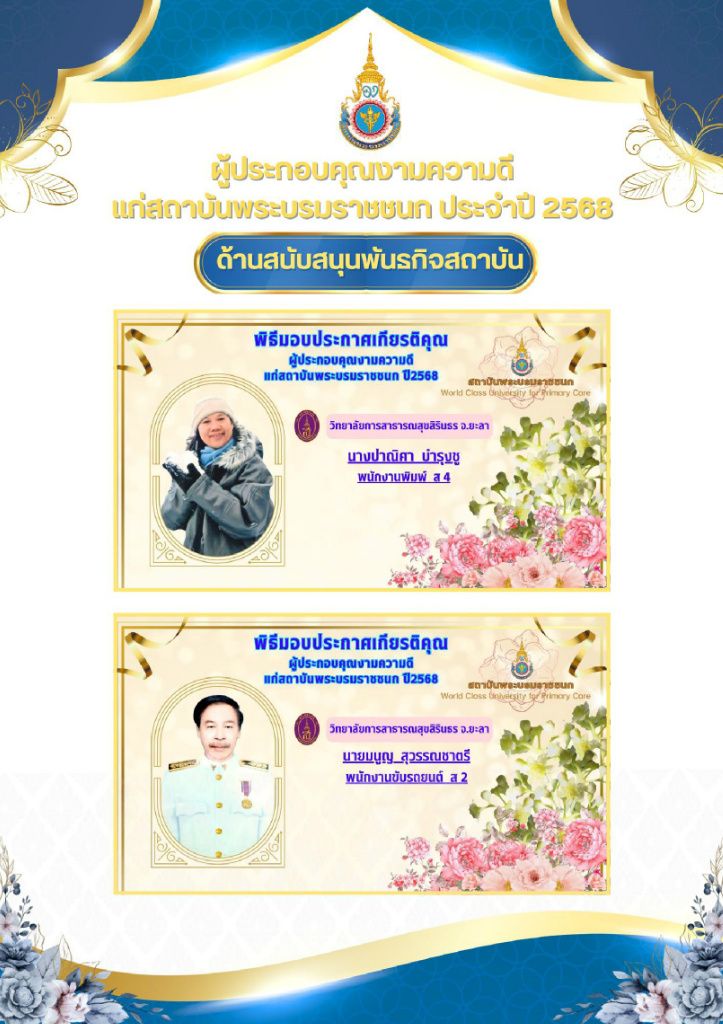 ผู้ประกอบคุณงามความดี
แก่สถาบันพระบรมราชชนก ประจำปี 2568
ด้านสนับสนุนพันธกิจสถาบัน
พิธีมอบประกาศเกียรติคุณ
ผู้ประกอบคุณงามความดี
แก่สถาบันพระบรมราชชนก ปี2568
สถาบันพระบรมราชชนก
World Class University for Primary Care
วิทยาลัยการสาธารณสุขสิรินธร จ.ยะลา
นางปาณิศา บำรุงชู
พนักงานพิมพ์ ส 4
พิธีมอบประกาศเกียรติคุณ
ผู้ประกอบคุณงามความดี
แก่สถาบันพระบรมราชชนก ปี2568
สถาบันพระบรมราชชนก
World Class University for Primary Care
วิทยาลัยการสาธารณสุขสิรินธร จ.ยะลา
นายมนูญ สุวรรณชาตรี
พนักงานขับรถยนต์ ส 2